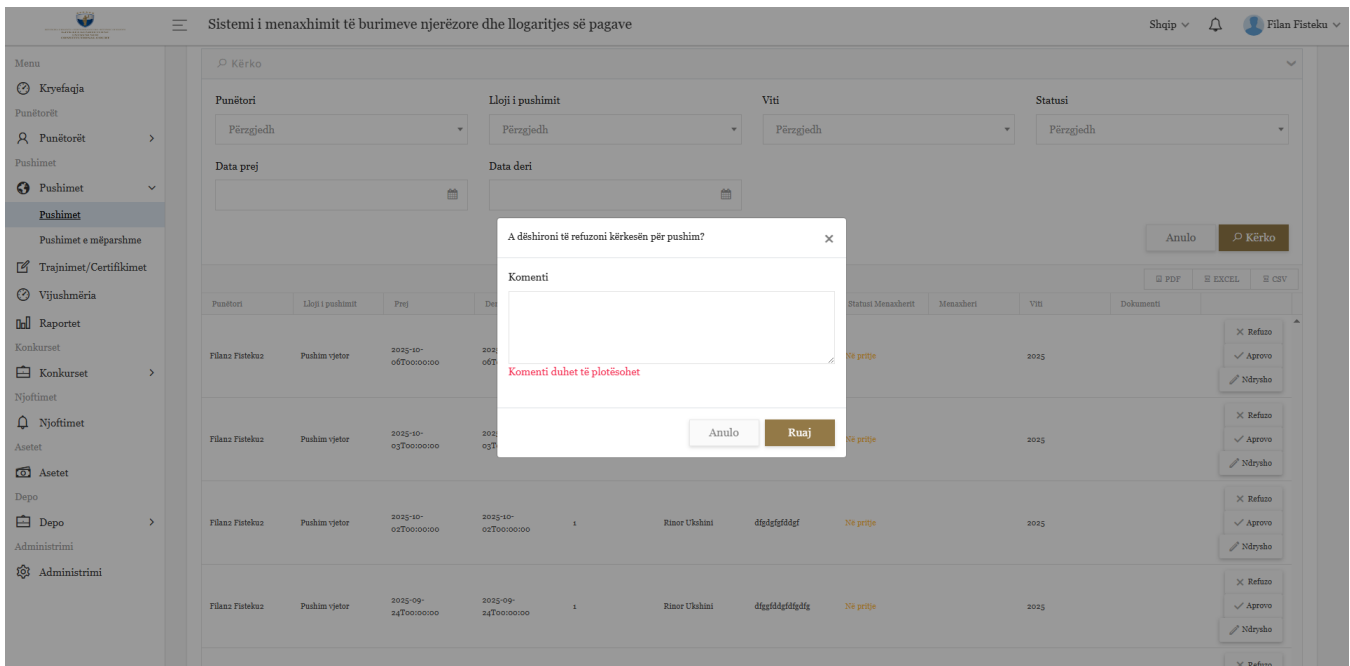 Sistemi i menaxhimit të burimeve njerëzore dhe llogaritjes së pagave
Shqip
Filan Fisteku
Menu
Kryefaqja
Punëtorët
Punëtorët
Pushimet
Pushimet
Pushimet
Pushimet e mëparshme
Trajnimet/Certifikimet
Vijushmëria
Raportet
Konkurset
Konkurset
Njoftimet
Njoftimet
Asetet
Asetet
Depo
Depo
Administrimi
Administrimi
Kërko
Punëtori Lloji i pushimit Viti Statusi
Përzgjedh Përzgjedh Përzgjedh Përzgjedh
Data prej Data deri
Anulo Kërko
PDF EXCEL CSV
A dëshironi të refuzoni kërkesën për pushim?
Komenti
Komenti duhet të plotësohet
Anulo Ruaj
Punëtori Lloji i pushimit Prej Statusi Menaxherit Menaxheri Viti Dokumenti
Filan2 Fisteku2 Pushim vjetor 2025-10-06T00:00:00 Në pritje 2025 Refuzo Aprovo Ndrysho
Filan2 Fisteku2 Pushim vjetor 2025-10-03T00:00:00 Në pritje 2025 Refuzo Aprovo Ndrysho
Filan2 Fisteku2 Pushim vjetor 2025-10-02T00:00:00 2025-10-02T00:00:00 1 Rinor Ukshini dfgdgfgfddgf Në pritje 2025 Refuzo Aprovo Ndrysho
Filan2 Fisteku2 Pushim vjetor 2025-09-24T00:00:00 2025-09-24T00:00:00 1 Rinor Ukshini dfggfddgfdfgdfg Në pritje 2025 Refuzo Aprovo Ndrysho
Refuzo